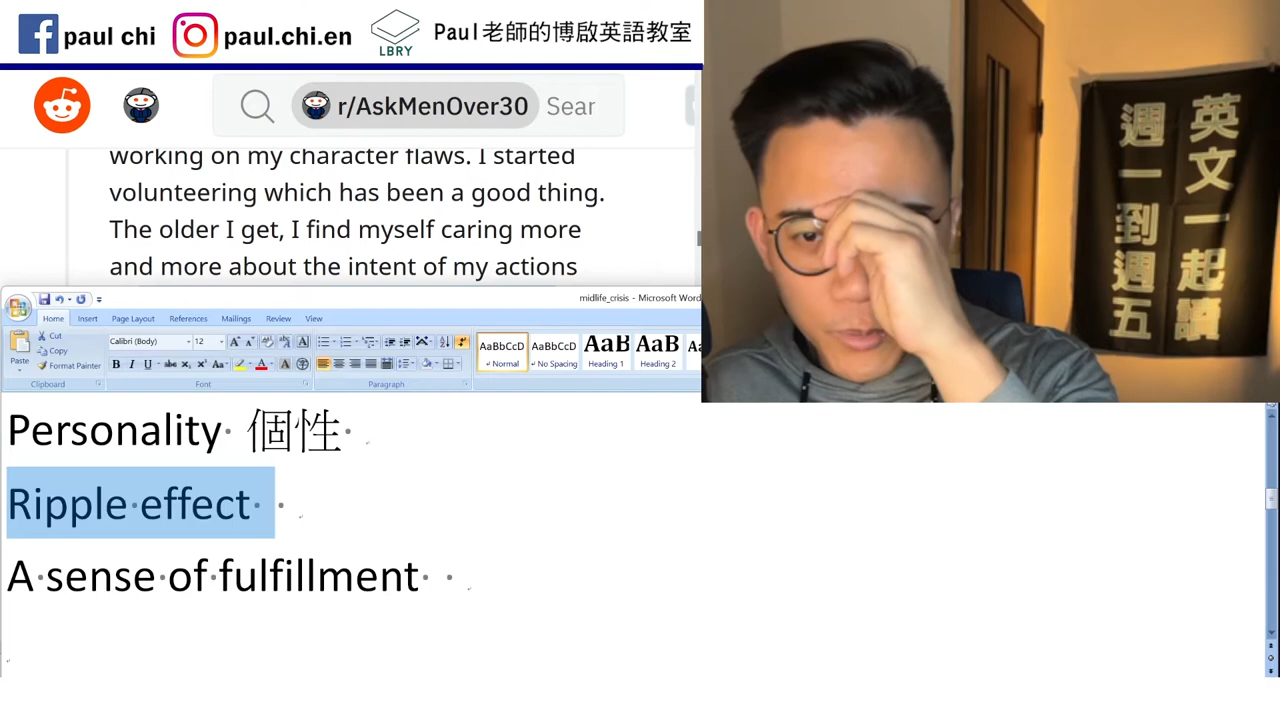 paul chi
paul.chi.en
LBRY
Paul老師的博啟英語教室
r/AskMenOver30
Sear
working on my character flaws. I started
volunteering which has been a good thing.
The older I get, I find myself caring more
and more about the intent of my actions
midlife_crisis - Microsoft Word
Home Insert Page Layout References Mailings Review View
Paste
Cut
Copy
Format Painter
Clipboard
Calibri (Body)
12
Font
Paragraph
AaBbCcD AaBbCcD AaBb AaB Aa
Normal No Spacing Heading 1 Heading 2
Personality 個性
Ripple effect
A sense of fulfillment
英文一起讀
週一到週五